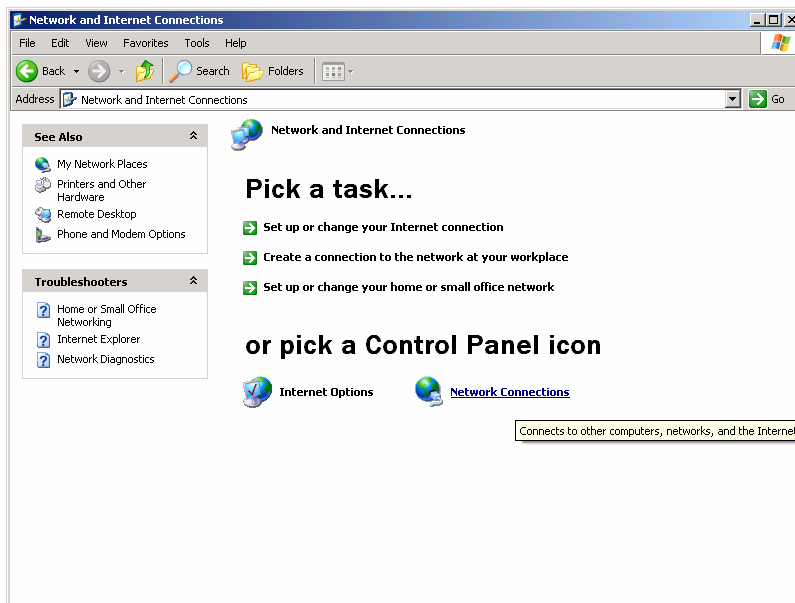 Network and Internet Connections
File Edit View Favorites Tools Help
Back Search Folders
Address Network and Internet Connections Go
See Also
My Network Places
Printers and Other
Hardware
Remote Desktop
Phone and Modem Options
Troubleshooters
Home or Small Office
Networking
Internet Explorer
Network Diagnostics
Network and Internet Connections
Pick a task...
Set up or change your Internet connection
Create a connection to the network at your workplace
Set up or change your home or small office network
or pick a Control Panel icon
Internet Options Network Connections
Connects to other computers, networks, and the Internet